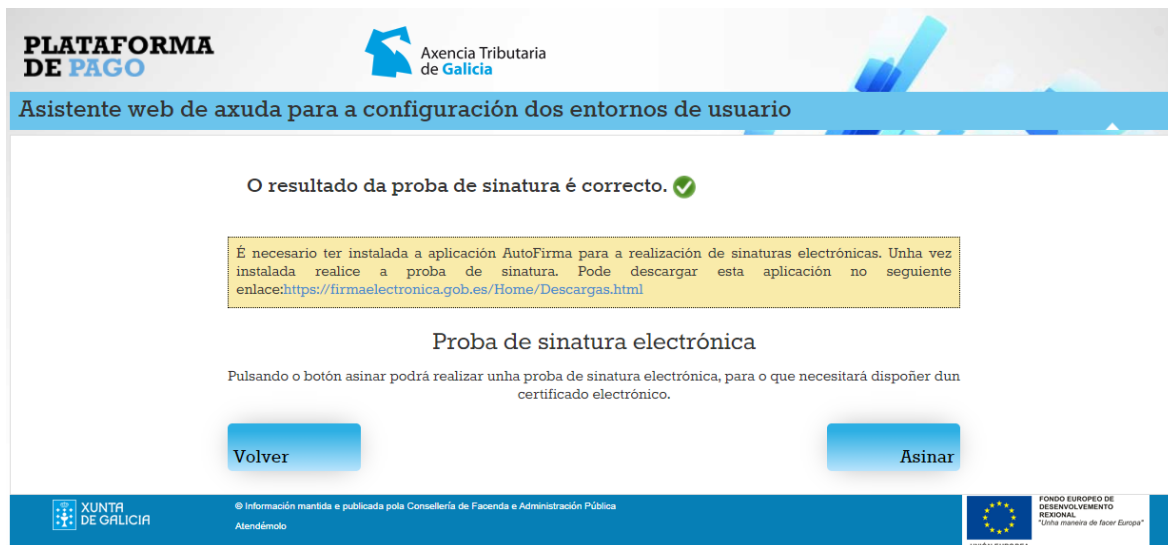 PLATAFORMA
DE PAGO
Axencia Tributaria
de Galicia
Asistente web de axuda para a configuración dos entornos de usuario
O resultado da proba de sinatura é correcto.
É necesario ter instalada a aplicación AutoFirma para a realización de sinaturas electrónicas. Unha vez
instalada realice a proba de sinatura. Pode descargar esta aplicación no seguinte
enlace:https://firmaelectronica.gob.es/Home/Descargas.html
Proba de sinatura electrónica
Pulsando o botón asinar podrá realizar unha proba de sinatura electrónica, para o que necesitará dispoñer dun
certificado electrónico.
Volver
Asinar
XUNTA
DE GALICIA
© Información mantida e publicada pola Consellería de Facenda e Administración Pública
Atendémolo
FONDO EUROPEO DE
DESENVOLVEMENTO
REXIONAL
"Unha maneira de facer Europa"